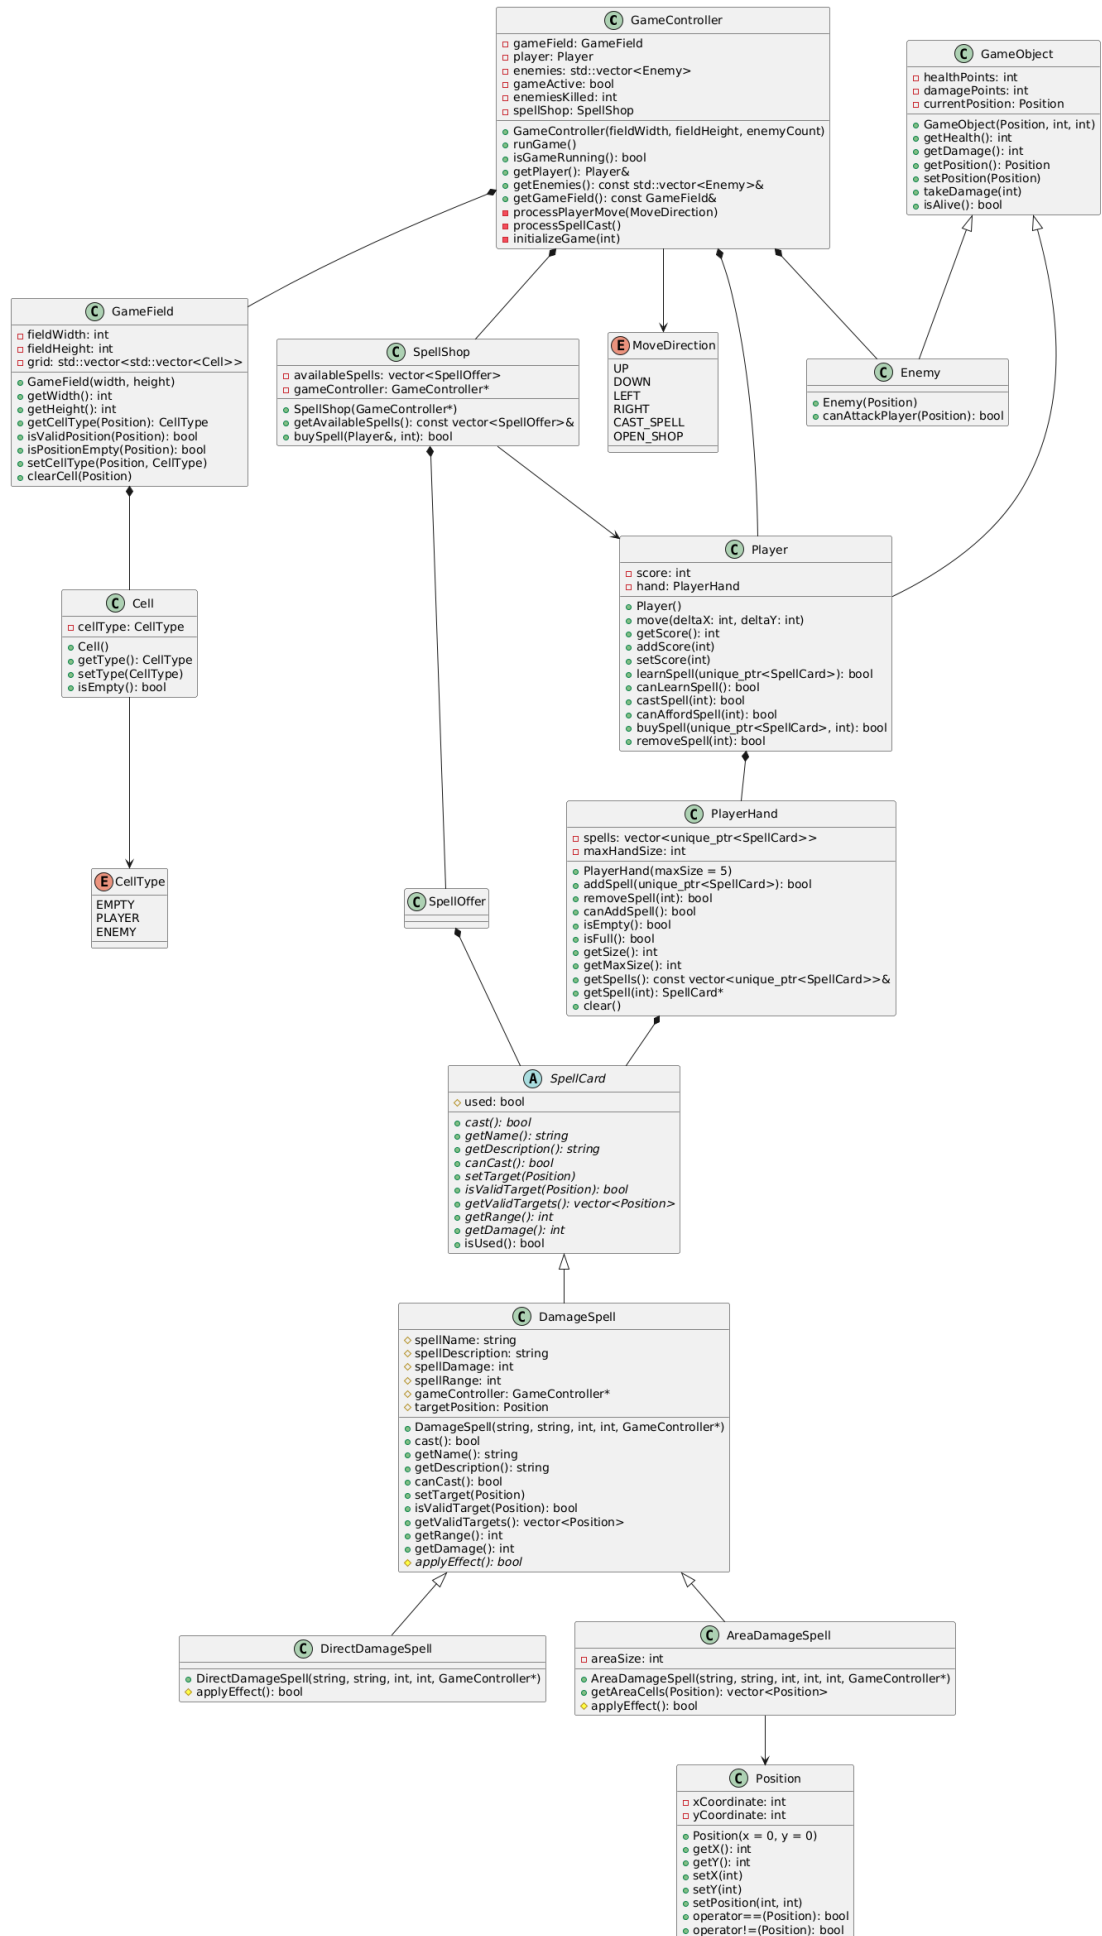 GameController
gameField: GameField
player: Player
enemies: std::vector<Enemy>
gameActive: bool
enemiesKilled: int
spellShop: SpellShop
GameController(fieldWidth, fieldHeight, enemyCount)
runGame()
isGameRunning(): bool
getPlayer(): Player&
getEnemies(): const std::vector<Enemy>&
getGameField(): const GameField&
processPlayerMove(MoveDirection)
processSpellCast()
initializeGame(int)
GameObject
healthPoints: int
damagePoints: int
currentPosition: Position
GameObject(Position, int, int)
getHealth(): int
getDamage(): int
getPosition(): Position
setPosition(Position)
takeDamage(int)
isAlive(): bool
GameField
fieldWidth: int
fieldHeight: int
grid: std::vector<std::vector<Cell>>
GameField(width, height)
getWidth(): int
getHeight(): int
getCellType(Position): CellType
isValidPosition(Position): bool
isPositionEmpty(Position): bool
setCellType(Position, CellType)
clearCell(Position)
SpellShop
availableSpells: vector<SpellOffer>
gameController: GameController*
SpellShop(GameController*)
getAvailableSpells(): const vector<SpellOffer>&
buySpell(Player&, int): bool
MoveDirection
UP
DOWN
LEFT
RIGHT
CAST_SPELL
OPEN_SHOP
Enemy
Enemy(Position)
canAttackPlayer(Position): bool
Player
score: int
hand: PlayerHand
Player()
move(deltaX: int, deltaY: int)
getScore(): int
addScore(int)
setScore(int)
learnSpell(unique_ptr<SpellCard>): bool
canLearnSpell(): bool
castSpell(int): bool
canAffordSpell(int): bool
buySpell(unique_ptr<SpellCard>, int): bool
removeSpell(int): bool
Cell
cellType: CellType
Cell()
getType(): CellType
setType(CellType)
isEmpty(): bool
CellType
EMPTY
PLAYER
ENEMY
SpellOffer
PlayerHand
spells: vector<unique_ptr<SpellCard>>
maxHandSize: int
PlayerHand(maxSize = 5)
addSpell(unique_ptr<SpellCard>): bool
removeSpell(int): bool
canAddSpell(): bool
isEmpty(): bool
isFull(): bool
getSize(): int
getMaxSize(): int
getSpells(): const vector<unique_ptr<SpellCard>>&
getSpell(int): SpellCard*
clear()
SpellCard
used: bool
cast(): bool
getName(): string
getDescription(): string
canCast(): bool
setTarget(Position)
isValidTarget(Position): bool
getValidTargets(): vector<Position>
getRange(): int
getDamage(): int
isUsed(): bool
DamageSpell
spellName: string
spellDescription: string
spellDamage: int
spellRange: int
gameController: GameController*
targetPosition: Position
DamageSpell(string, string, int, int, GameController*)
cast(): bool
getName(): string
getDescription(): string
canCast(): bool
setTarget(Position)
isValidTarget(Position): bool
getValidTargets(): vector<Position>
getRange(): int
getDamage(): int
applyEffect(): bool
DirectDamageSpell
DirectDamageSpell(string, string, int, int, GameController*)
applyEffect(): bool
AreaDamageSpell
areaSize: int
AreaDamageSpell(string, string, int, int, int, GameController*)
getAreaCells(Position): vector<Position>
applyEffect(): bool
Position
xCoordinate: int
yCoordinate: int
Position(x = 0, y = 0)
getX(): int
getY(): int
setX(int)
setY(int)
setPosition(int, int)
operator==(Position): bool
operator!=(Position): bool